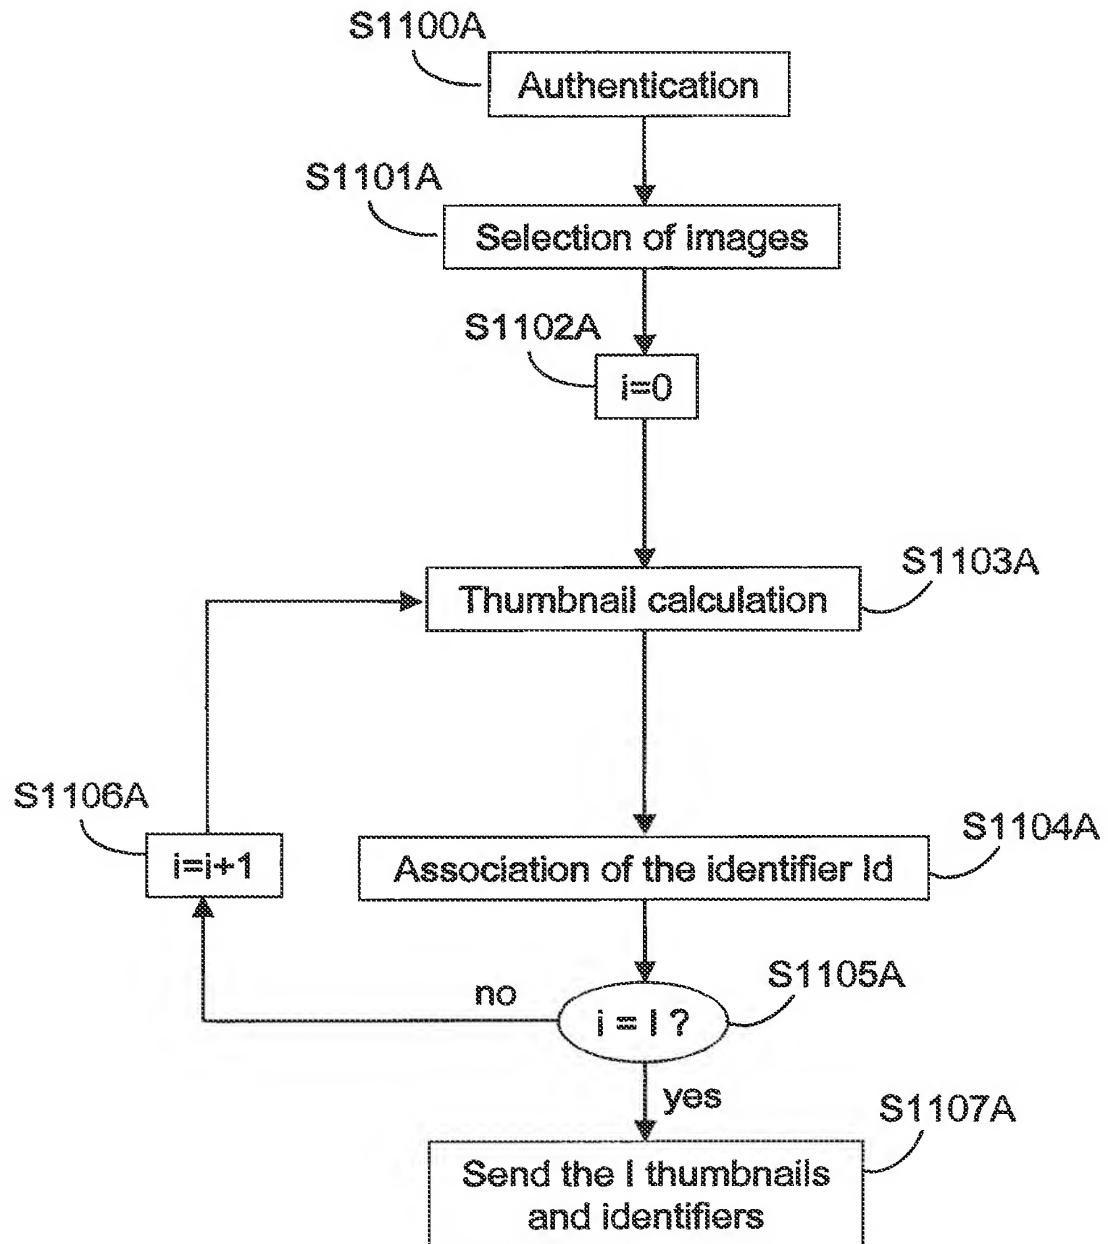 S1100A
Authentication
S1101A
Selection of images
S1102A
i=0
S1103A
Thumbnail calculation
S1106A
i=i+1
S1104A
Association of the identifier Id
S1105A
no
i = I ?
yes
S1107A
Send the I thumbnails
and identifiers